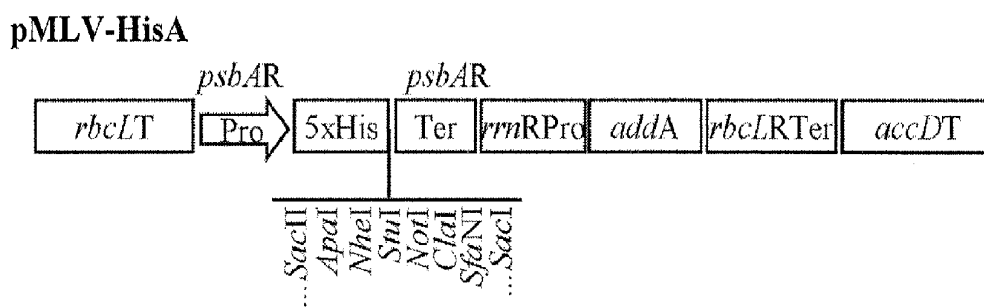 pMLV-HisA
psbAR psbAR
rbcLT Pro 5xHis Ter rrnRPro addA rbcLRTer accDT
SacII
ApaI
NheI
StuI
NotI
ClaI
SfaNI
SacI